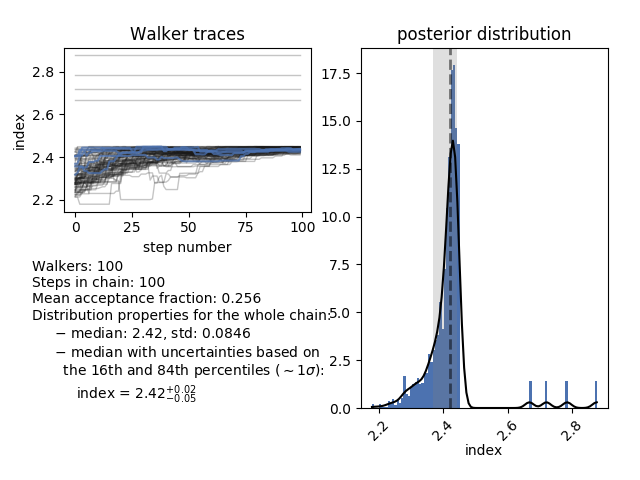 Walker traces
index
2.8
2.6
2.4
2.2
0
25
50
75
100
step number
Walkers: 100
Steps in chain: 100
Mean acceptance fraction: 0.256
Distribution properties for the whole chain:
− median: 2.42, std: 0.0846
− median with uncertainties based on
the 16th and 84th percentiles (∼1σ):
index = 2.42 +0.02 −0.05
posterior distribution
17.5
15.0
12.5
10.0
7.5
5.0
2.5
0.0
2.2
2.4
2.6
2.8
index